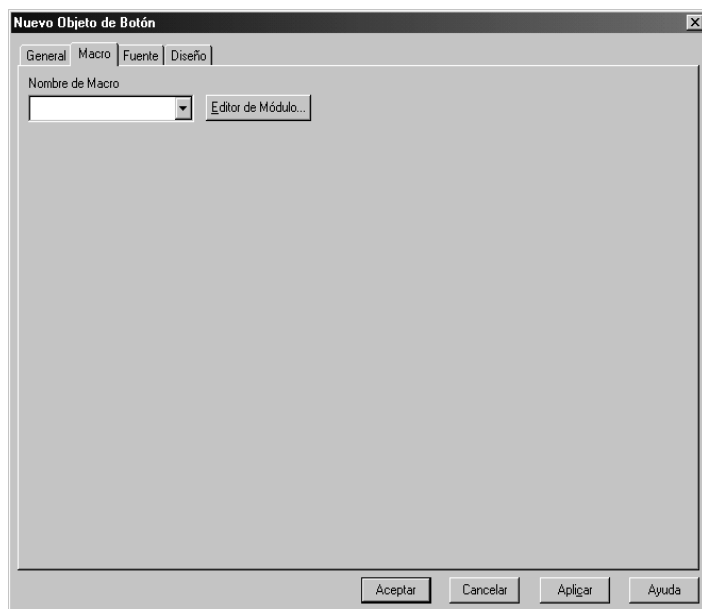 Nuevo Objeto de Botón
General Macro Fuente Diseño
Nombre de Macro
Editor de Módulo...
Aceptar Cancelar Aplicar Ayuda